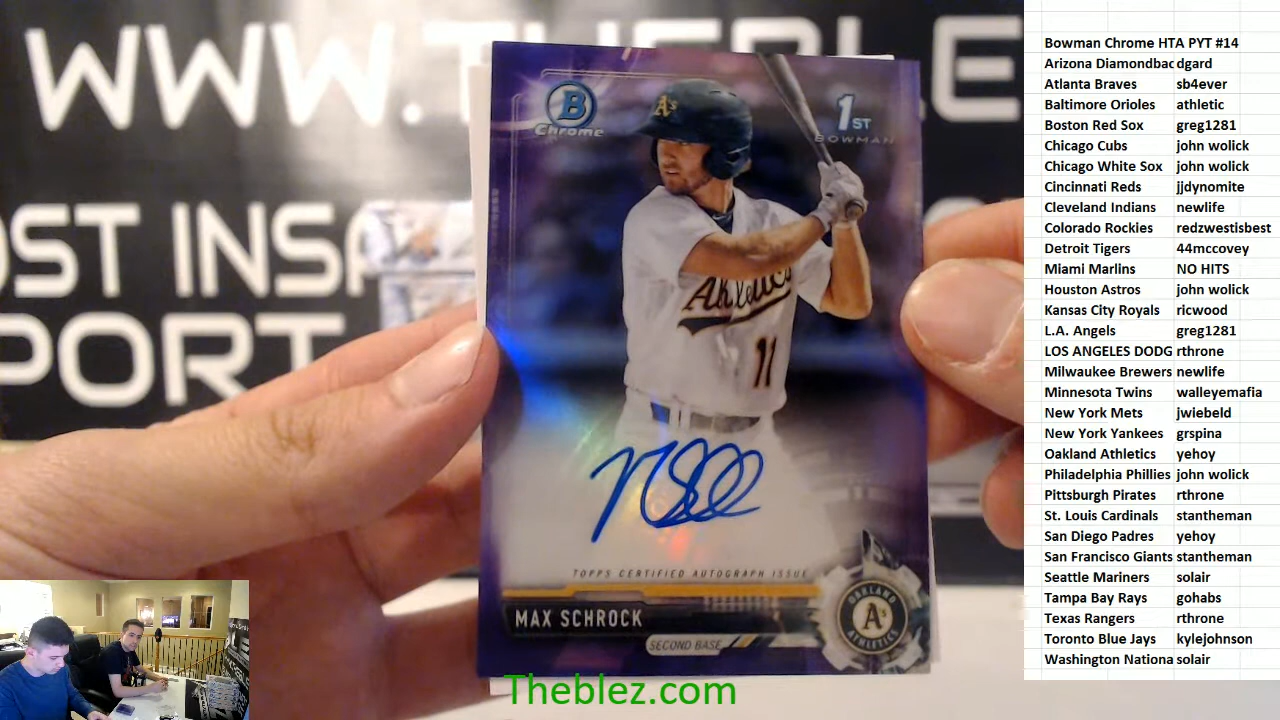 WWW.THEBLE
OST INSA
PORT
B
Chrome
1ST
BOWMAN
A's
Athletics
11
TOPPS CERTIFIED AUTOGRAPH ISSUE
MAX SCHROCK
SECOND BASE
OAKLAND
A's
ATHLETICS
Theblez.com
Bowman Chrome HTA PYT #14
Arizona Diamondbac dgard
Atlanta Braves sb4ever
Baltimore Orioles athletic
Boston Red Sox greg1281
Chicago Cubs john wolick
Chicago White Sox john wolick
Cincinnati Reds jjdynomite
Cleveland Indians newlife
Colorado Rockies redzwestisbest
Detroit Tigers 44mccovey
Miami Marlins NO HITS
Houston Astros john wolick
Kansas City Royals ricwood
L.A. Angels greg1281
LOS ANGELES DODG rthrone
Milwaukee Brewers newlife
Minnesota Twins walleyemafia
New York Mets jwiebeld
New York Yankees grspina
Oakland Athletics yehoy
Philadelphia Phillies john wolick
Pittsburgh Pirates rthrone
St. Louis Cardinals stantheman
San Diego Padres yehoy
San Francisco Giants stantheman
Seattle Mariners solair
Tampa Bay Rays gohabs
Texas Rangers rthrone
Toronto Blue Jays kylejohnson
Washington Nationa solair